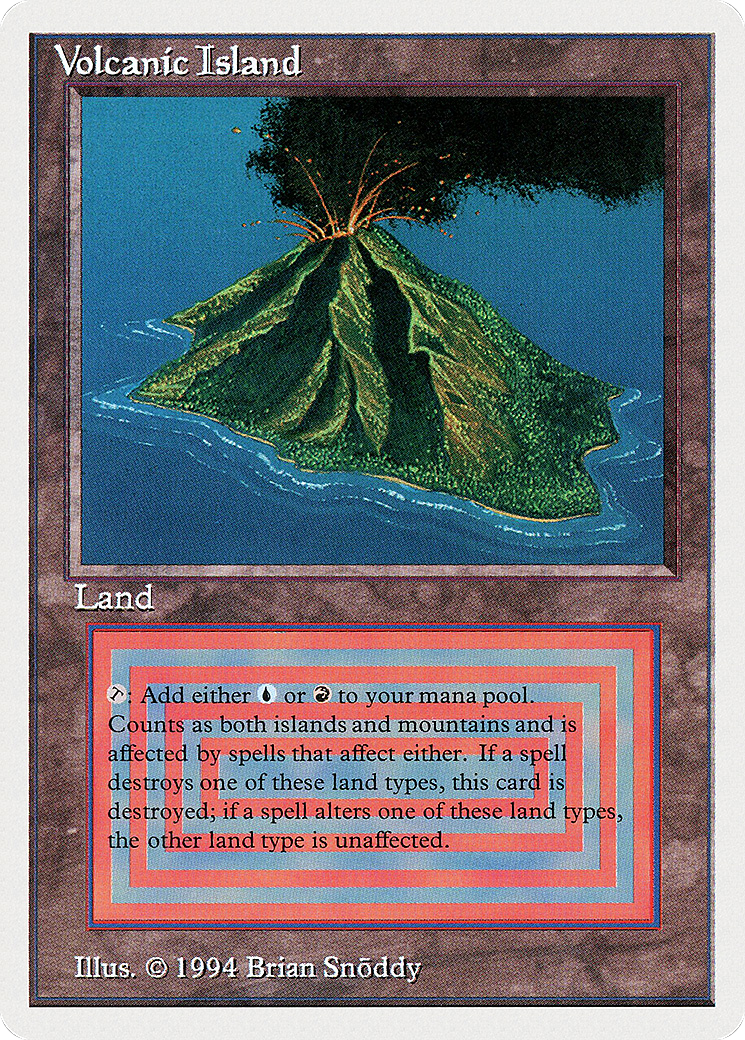 Volcanic Island
Land
T: Add either or to your mana pool.
Counts as both islands and mountains and is
affected by spells that affect either. If a spell
destroys one of these land types, this card is
destroyed; if a spell alters one of these land types,
the other land type is unaffected.
Illus. © 1994 Brian Snōddy